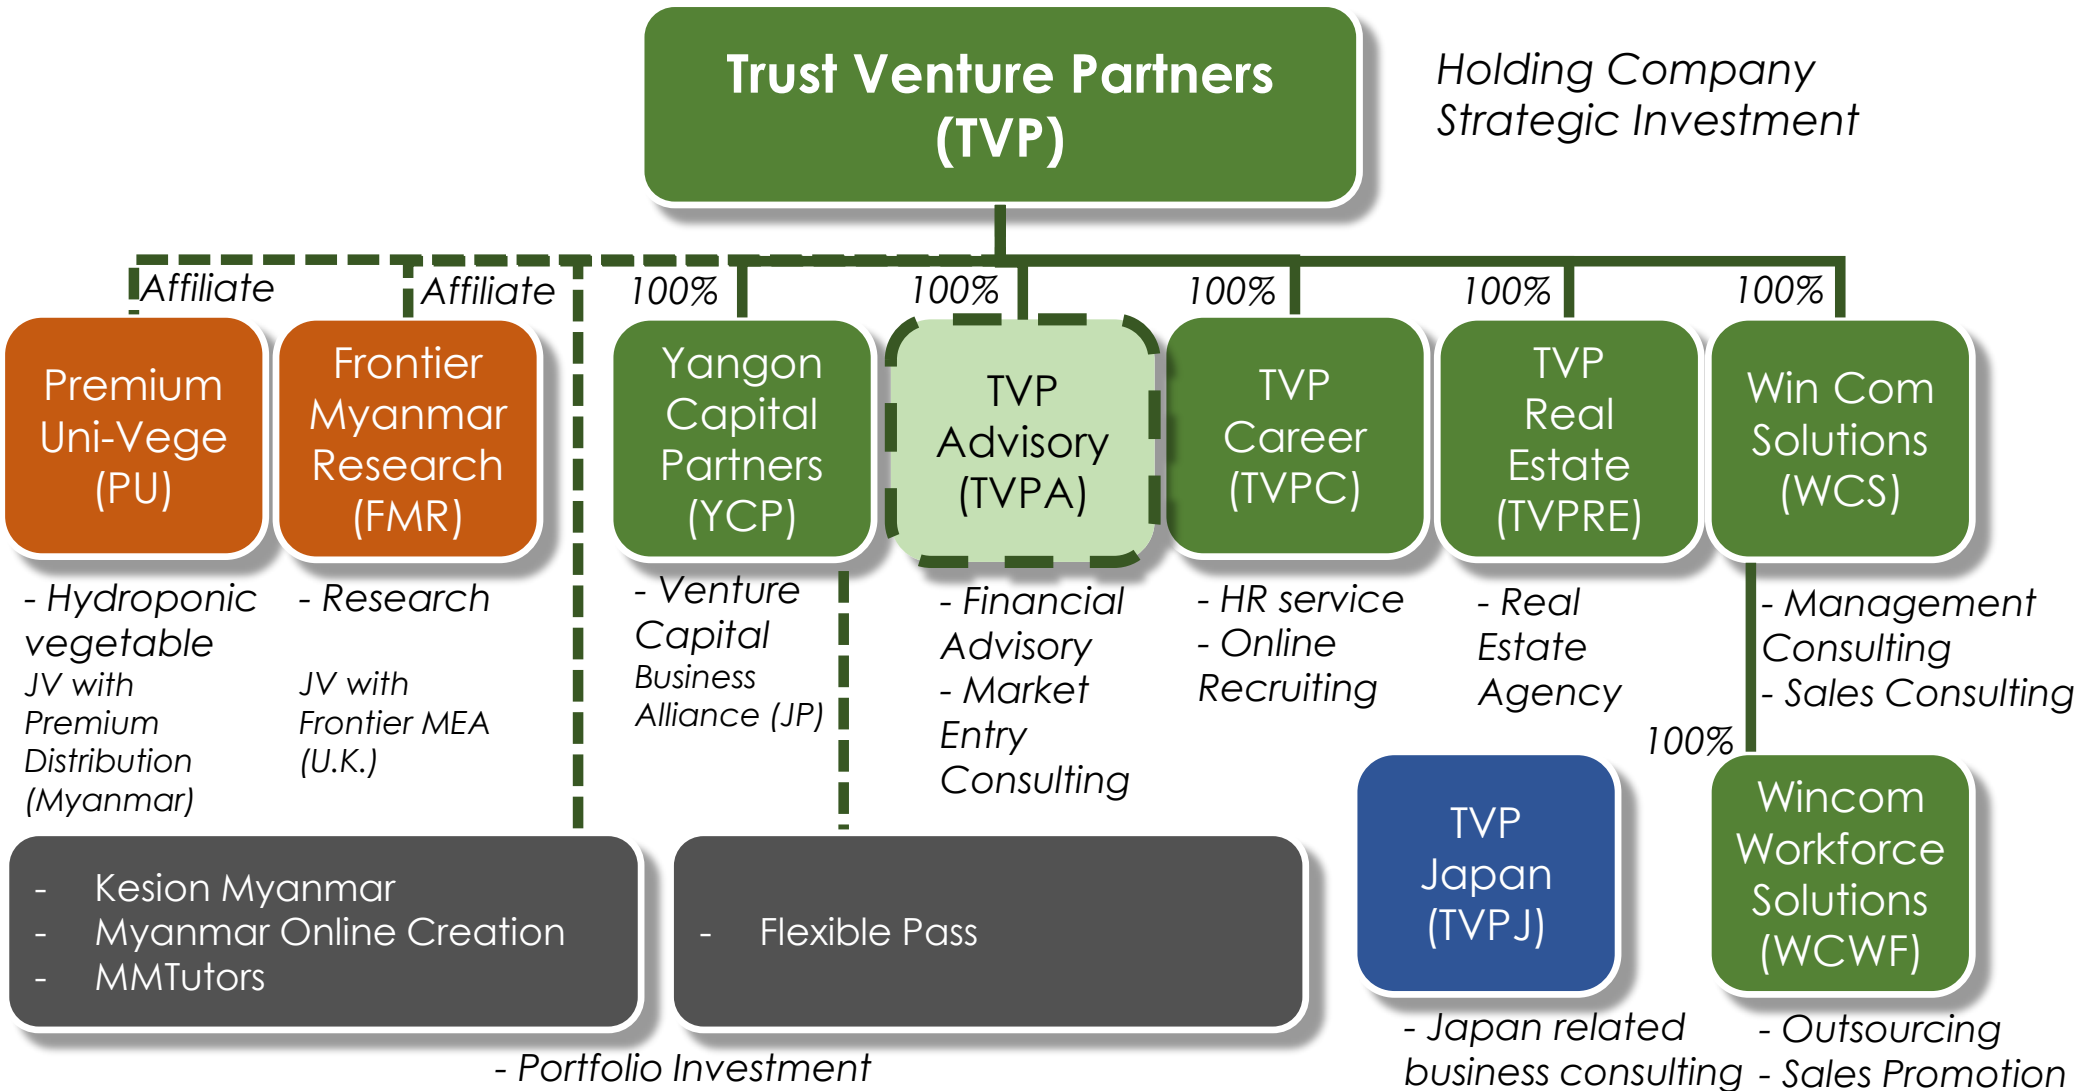 Trust Venture Partners
(TVP)
Holding Company
Strategic Investment
Affiliate
Affiliate
100%
100%
100%
100%
100%
Premium
Uni-Vege
(PU)
Frontier
Myanmar
Research
(FMR)
Yangon
Capital
Partners
(YCP)
TVP
Advisory
(TVPA)
TVP
Career
(TVPC)
TVP
Real
Estate
(TVPRE)
Win Com
Solutions
(WCS)
- Hydroponic
vegetable
JV with
Premium
Distribution
(Myanmar)
- Research
JV with
Frontier MEA
(U.K.)
- Venture
Capital
Business
Alliance (JP)
- Financial
Advisory
- Market
Entry
Consulting
- HR service
- Online
Recruiting
- Real
Estate
Agency
- Management
Consulting
- Sales Consulting
100%
- Kesion Myanmar
- Myanmar Online Creation
- MMTutors
- Flexible Pass
TVP
Japan
(TVPJ)
Wincom
Workforce
Solutions
(WCWF)
- Portfolio Investment
- Japan related
business consulting
- Outsourcing
- Sales Promotion